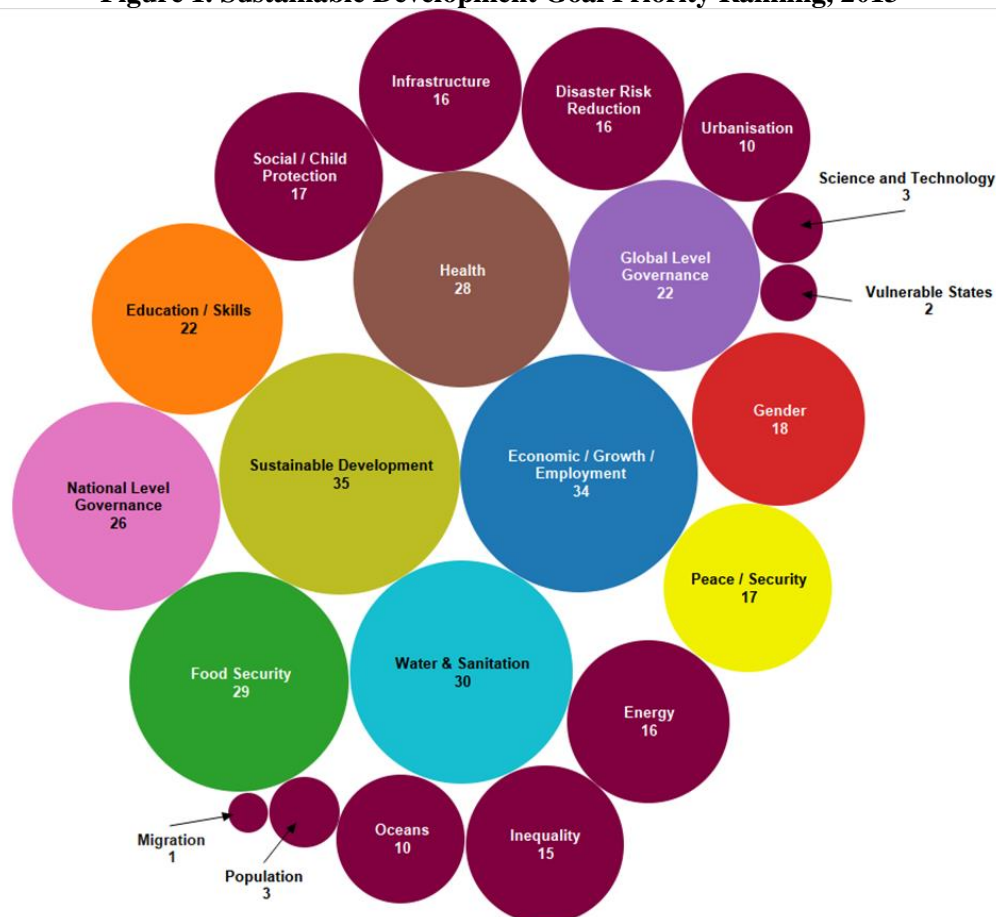 Figure 1. Sustainable Development Goal Priority Ranking, 2013
Infrastructure
16
Disaster Risk
Reduction
16
Urbanisation
10
Social / Child
Protection
17
Science and Technology
3
Health
28
Global Level
Governance
22
Vulnerable States
2
Education / Skills
22
Gender
18
Sustainable Development
35
Economic / Growth /
Employment
34
National Level
Governance
26
Peace / Security
17
Food Security
29
Water & Sanitation
30
Energy
16
Migration
1
Population
3
Oceans
10
Inequality
15